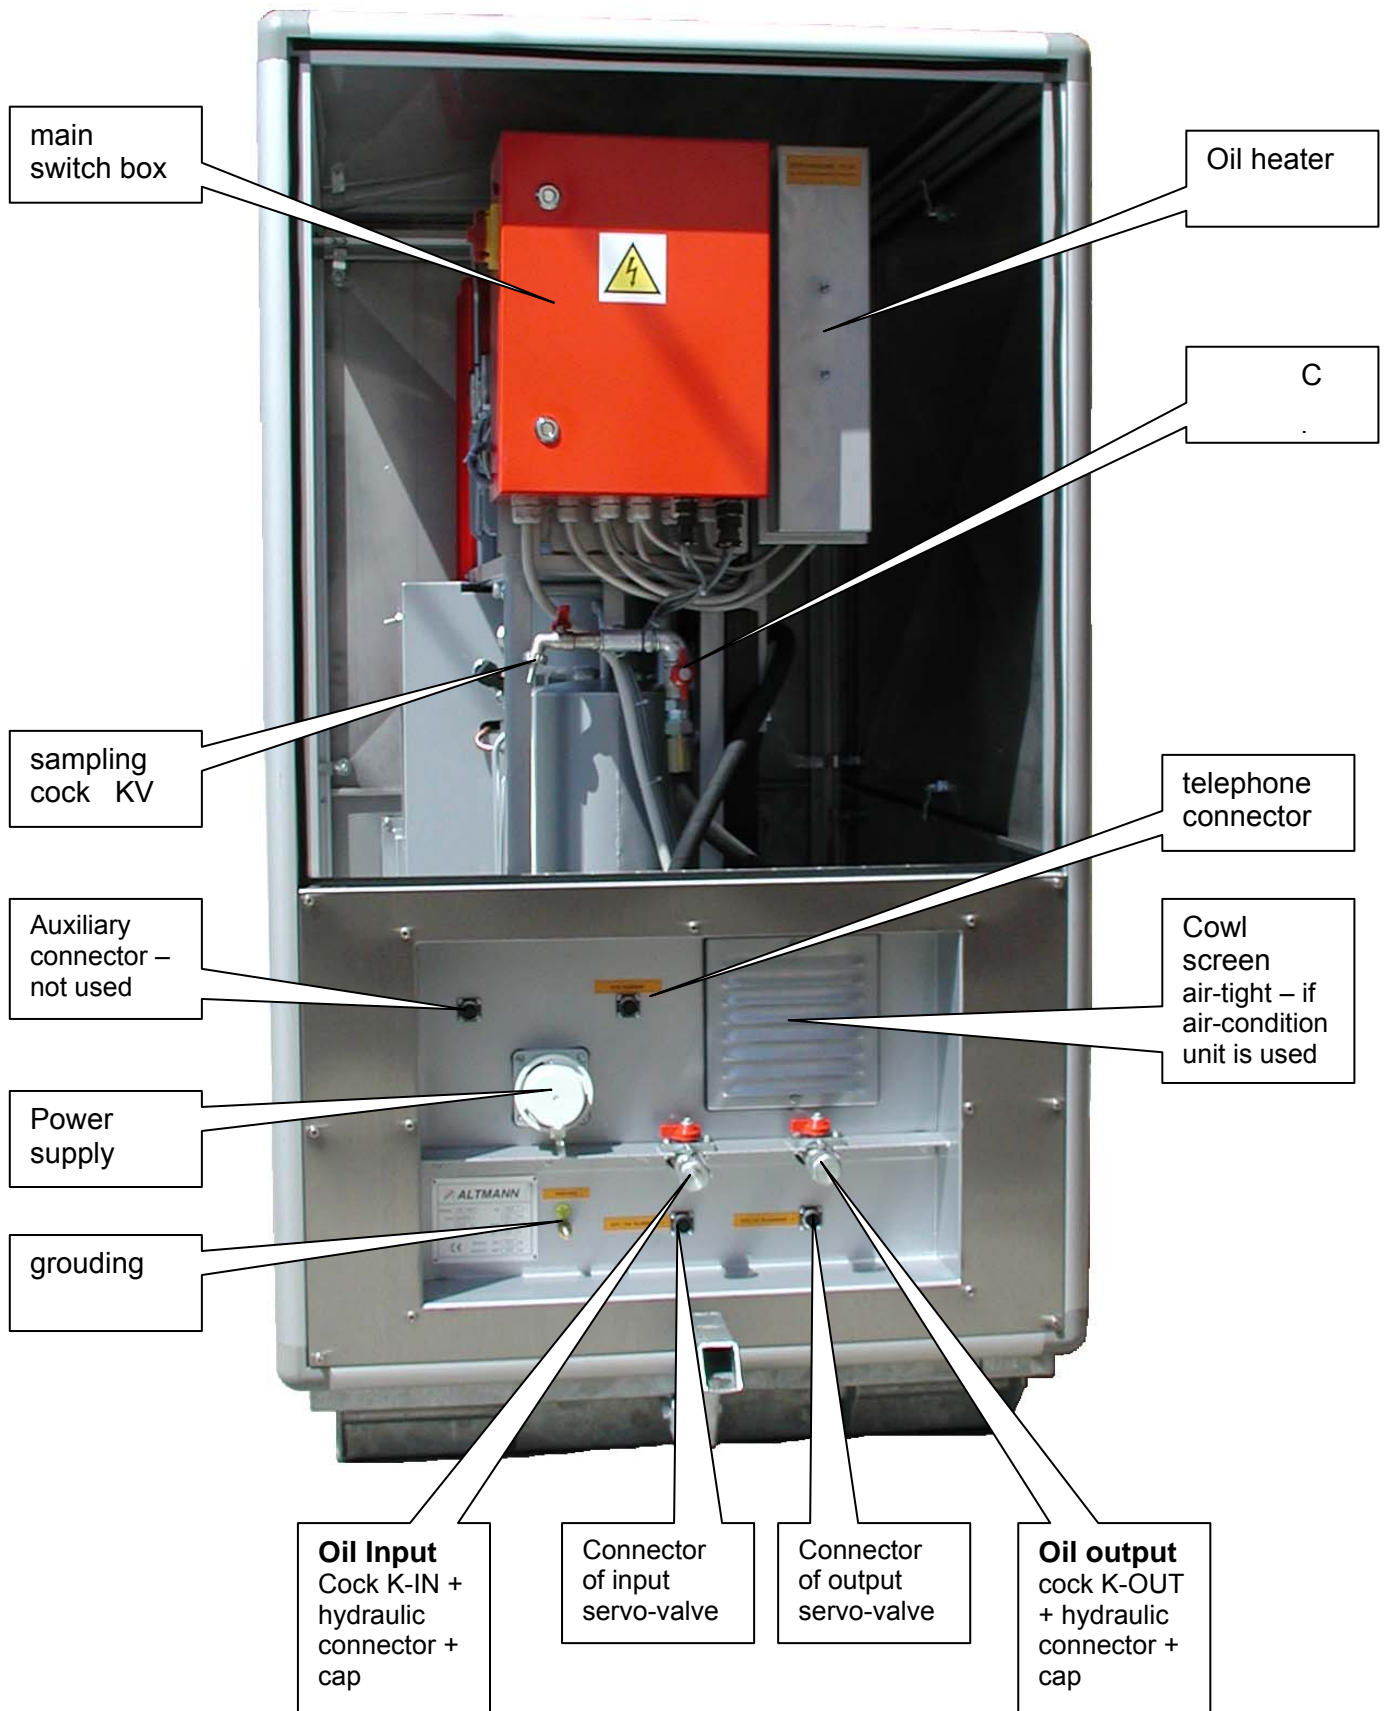 main
switch box
Oil heater
C
.
sampling
cock KV
telephone
connector
Auxiliary
connector –
not used
Cowl
screen
air-tight – if
air-condition
unit is used
Power
supply
ALTMANN
grouding
Oil Input
Cock K-IN +
hydraulic
connector +
cap
Connector
of input
servo-valve
Connector
of output
servo-valve
Oil output
cock K-OUT
+ hydraulic
connector +
cap